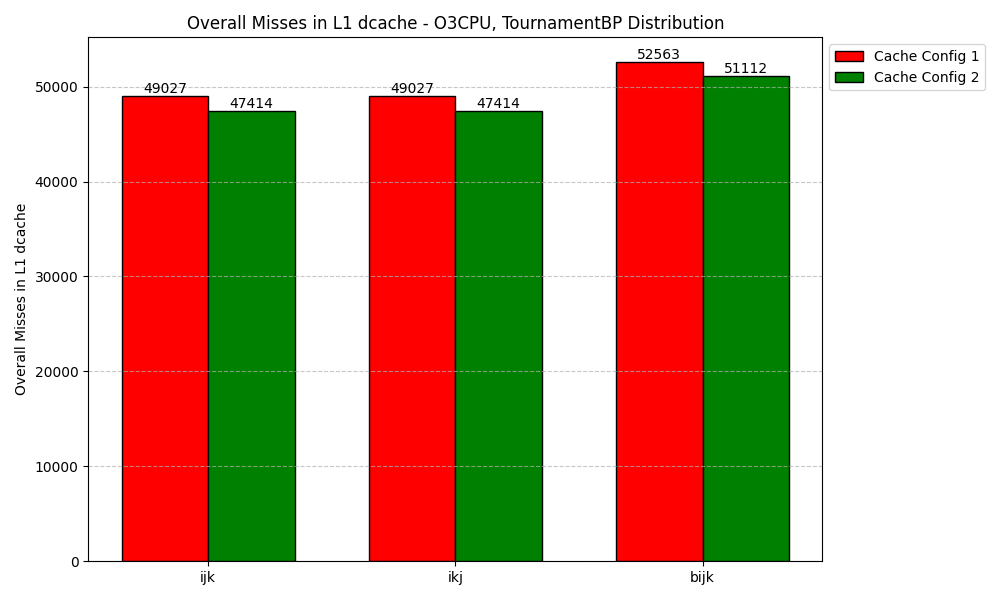 Overall Misses in L1 dcache - O3CPU, TournamentBP Distribution
Cache Config 1
Cache Config 2
Overall Misses in L1 dcache
50000
40000
30000
20000
10000
0
49027
47414
49027
47414
52563
51112
ijk
ikj
bijk